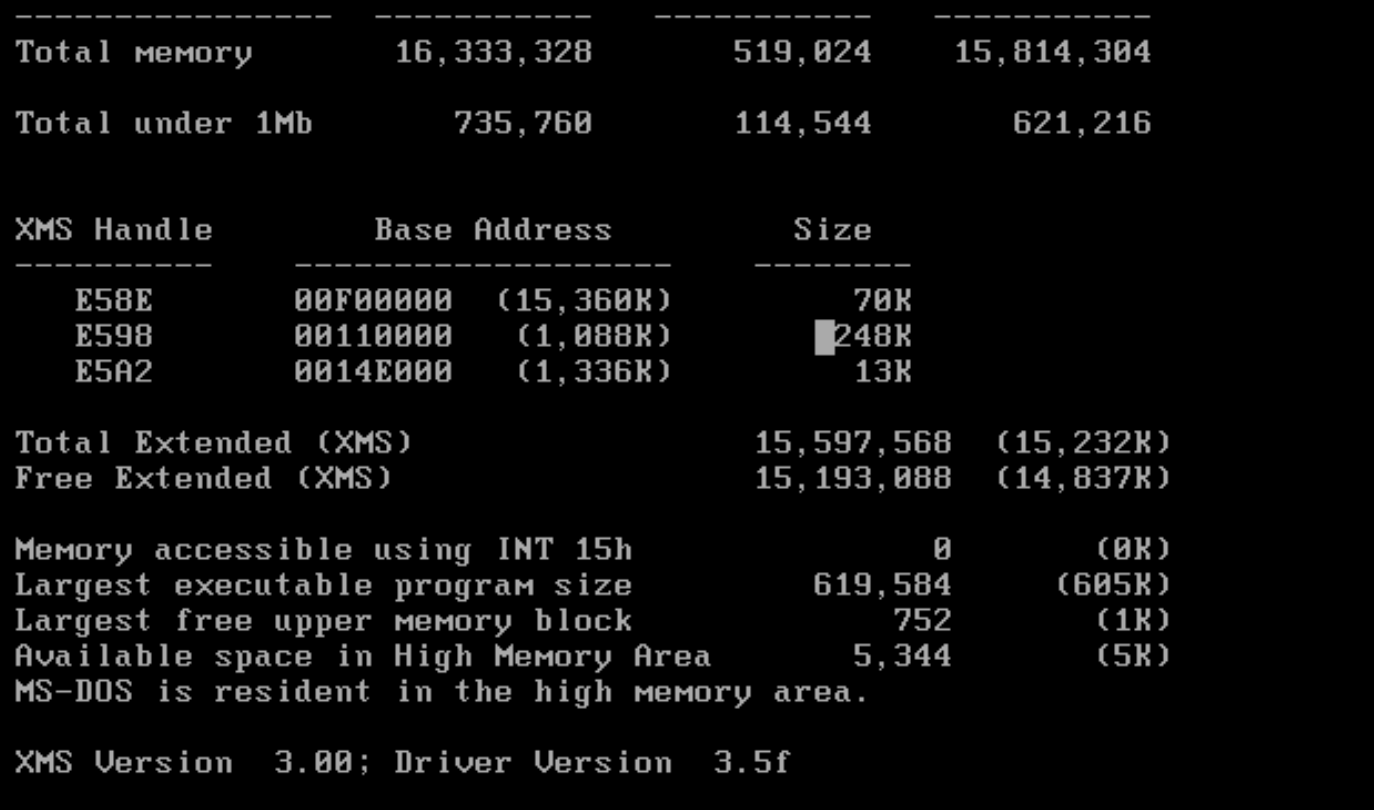 ----------------  -----------   -----------   -----------
Total memory       16,333,328       519,024    15,814,304
Total under 1Mb       735,760       114,544       621,216
XMS Handle        Base Address         Size
----------    -------------------    --------
E58E       00F00000  (15,360K)         70K
E598       00110000   (1,088K)        248K
E5A2       0014E000   (1,336K)         13K
Total Extended (XMS)                 15,597,568  (15,232K)
Free Extended (XMS)                  15,193,088  (14,837K)
Memory accessible using INT 15h               0       (0K)
Largest executable program size         619,584     (605K)
Largest free upper memory block             752       (1K)
Available space in High Memory Area       5,344       (5K)
MS-DOS is resident in the high memory area.
XMS Version  3.00; Driver Version  3.5f